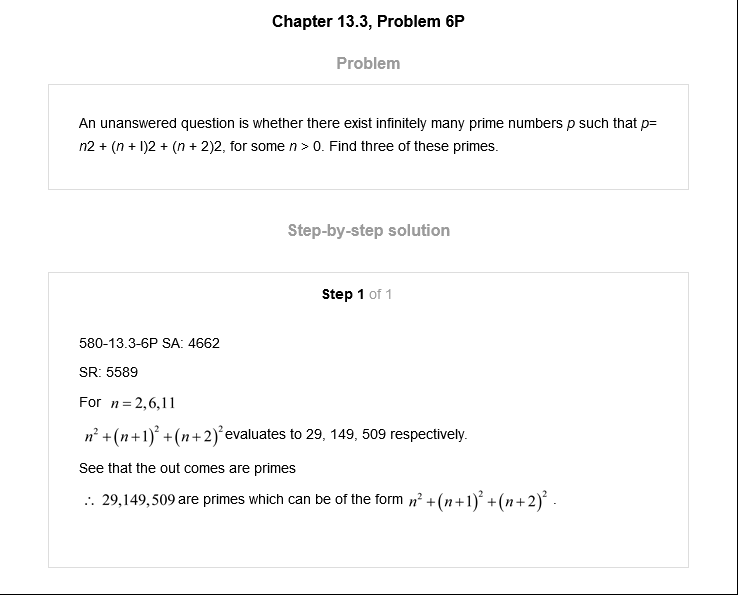 Chapter 13.3, Problem 6P
Problem
An unanswered question is whether there exist infinitely many prime numbers p such that p=
n2 + (n + l)2 + (n + 2)2, for some n > 0. Find three of these primes.
Step-by-step solution
Step 1 of 1
580-13.3-6P SA: 4662
SR: 5589
For n = 2,6,11
n² + (n+1)² + (n+2)² evaluates to 29, 149, 509 respectively.
See that the out comes are primes
∴ 29,149,509 are primes which can be of the form n² + (n+1)² + (n+2)² .